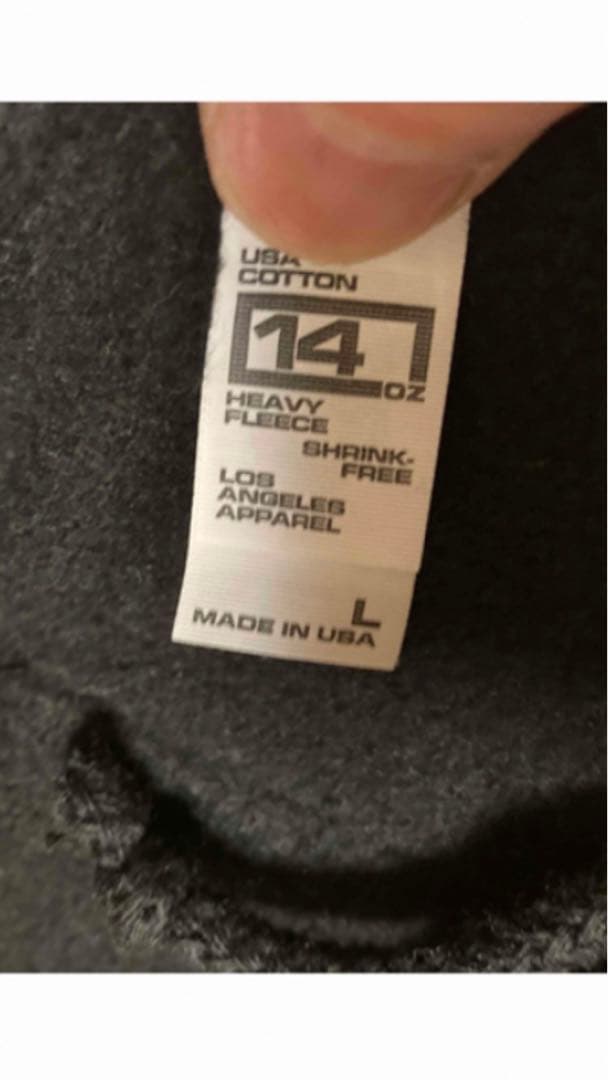 USA
COTTON
14
OZ
HEAVY
FLEECE
SHRINK-
FREE
LOS
ANGELES
APPAREL
L
MADE IN USA